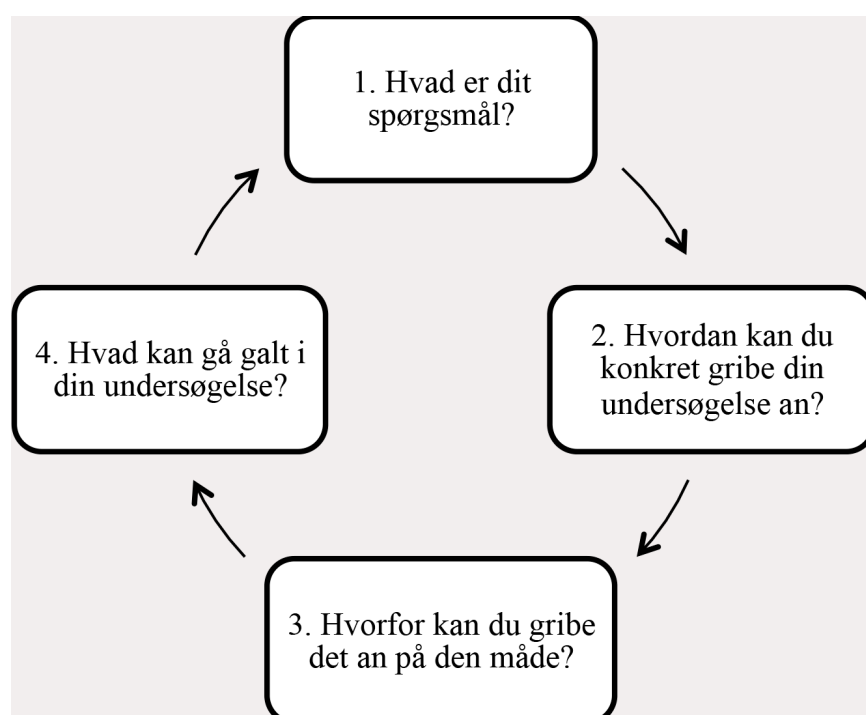 1. Hvad er dit
spørgsmål?
2. Hvordan kan du
konkret gribe din
undersøgelse an?
3. Hvorfor kan du gribe
det an på den måde?
4. Hvad kan gå galt i
din undersøgelse?